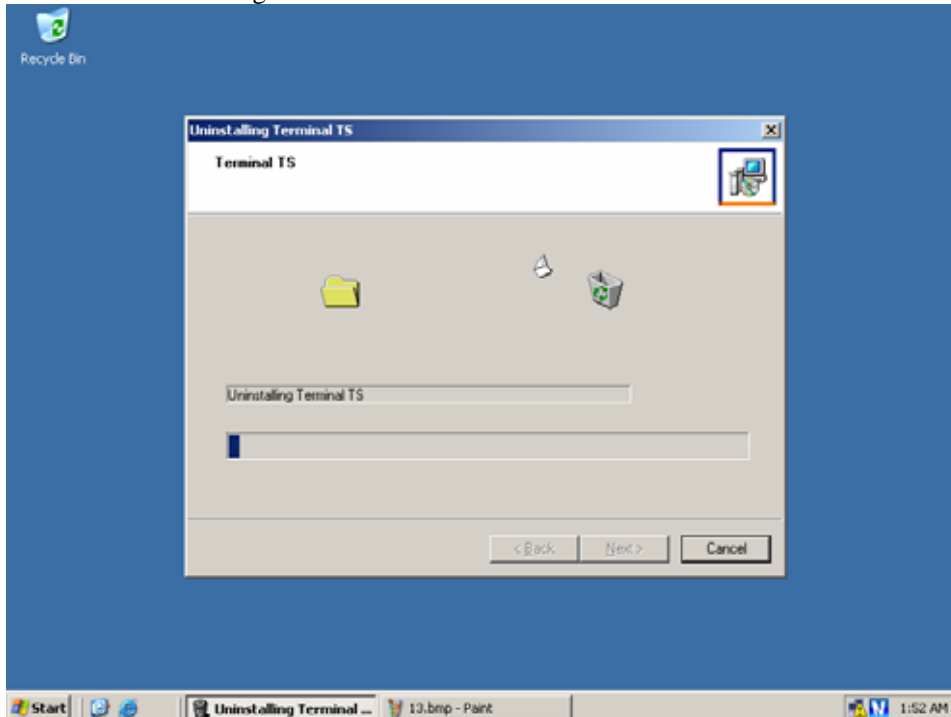 Recycle Bin
Uninstalling Terminal TS
Terminal TS
Uninstalling Terminal TS
< Back
Next >
Cancel
Start
Uninstalling Terminal ...
13.bmp - Paint
N
1:52 AM